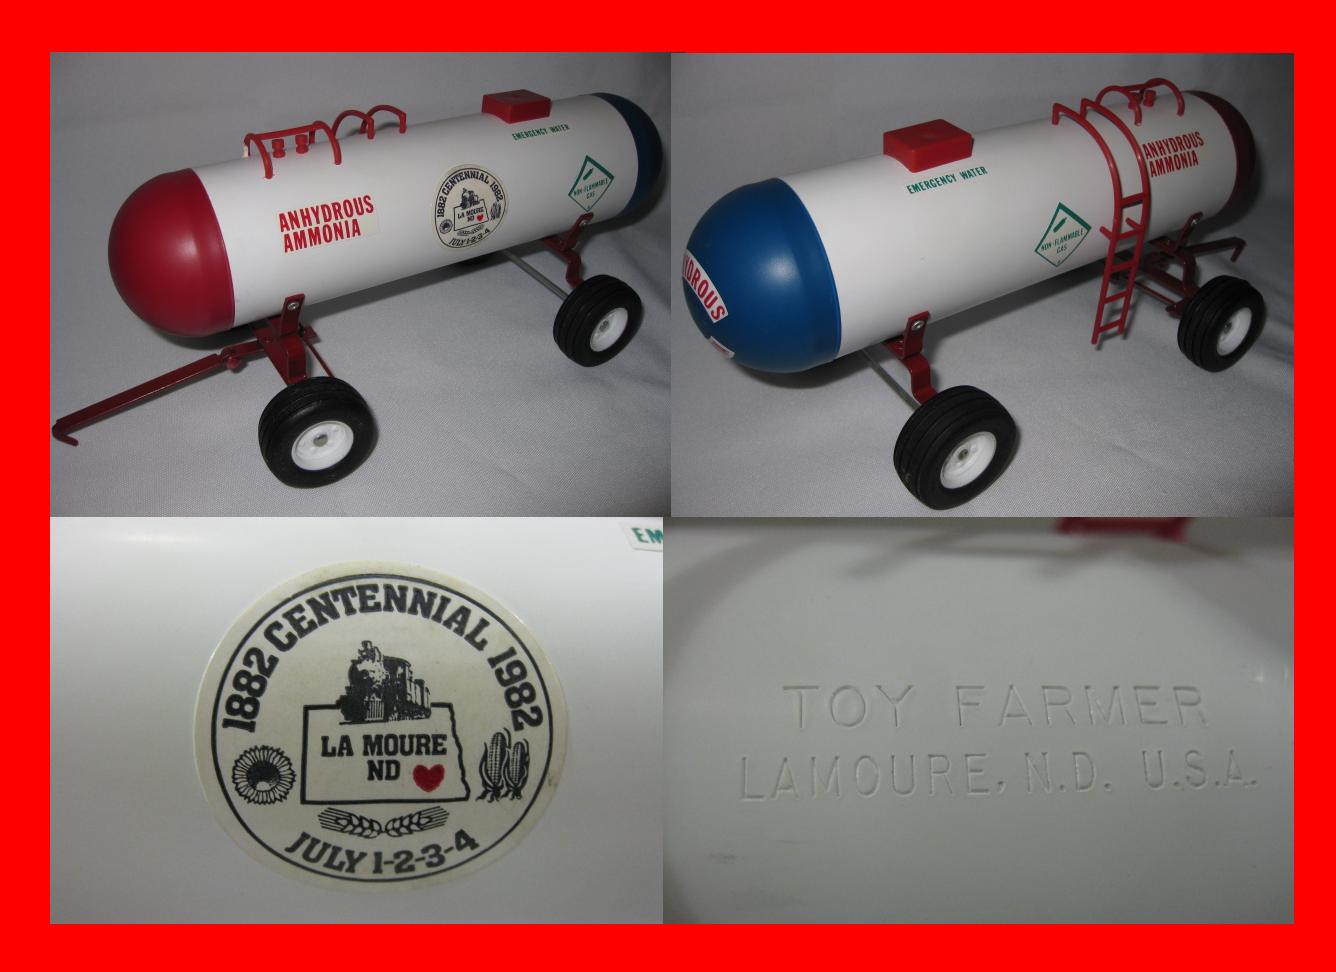 EMERGENCY WATER
1882 CENTENNIAL 1982
LA MOURE
ND
JULY 1-2-3-4
ANHYDROUS
AMMONIA
NON-FLAMMABLE
GAS
ANHYDROUS
AMMONIA
EMERGENCY WATER
NON-FLAMMABLE
GAS
1882 CENTENNIAL 1982
LA MOURE
ND
JULY 1-2-3-4
TOY FARMER
LAMOURE, N.D. U.S.A.